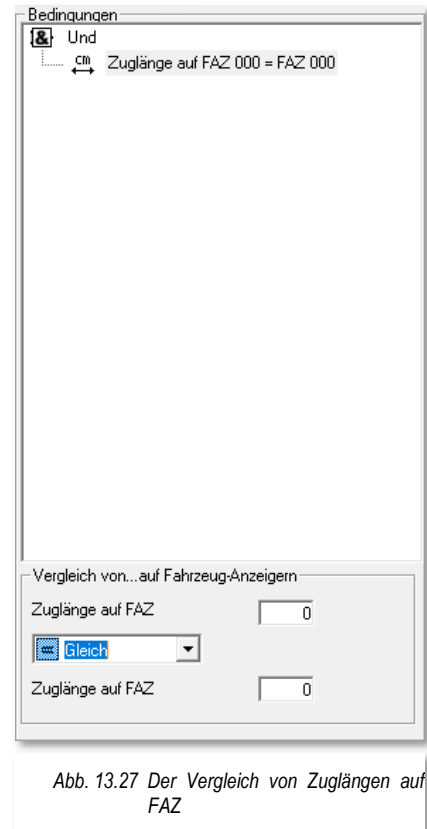 Bedingungen
& Und
cm Zuglänge auf FAZ 000 = FAZ 000
Vergleich von...auf Fahrzeug-Anzeigern
Zuglänge auf FAZ 0
Gleich
Zuglänge auf FAZ 0
Abb. 13.27 Der Vergleich von Zuglängen auf
FAZ